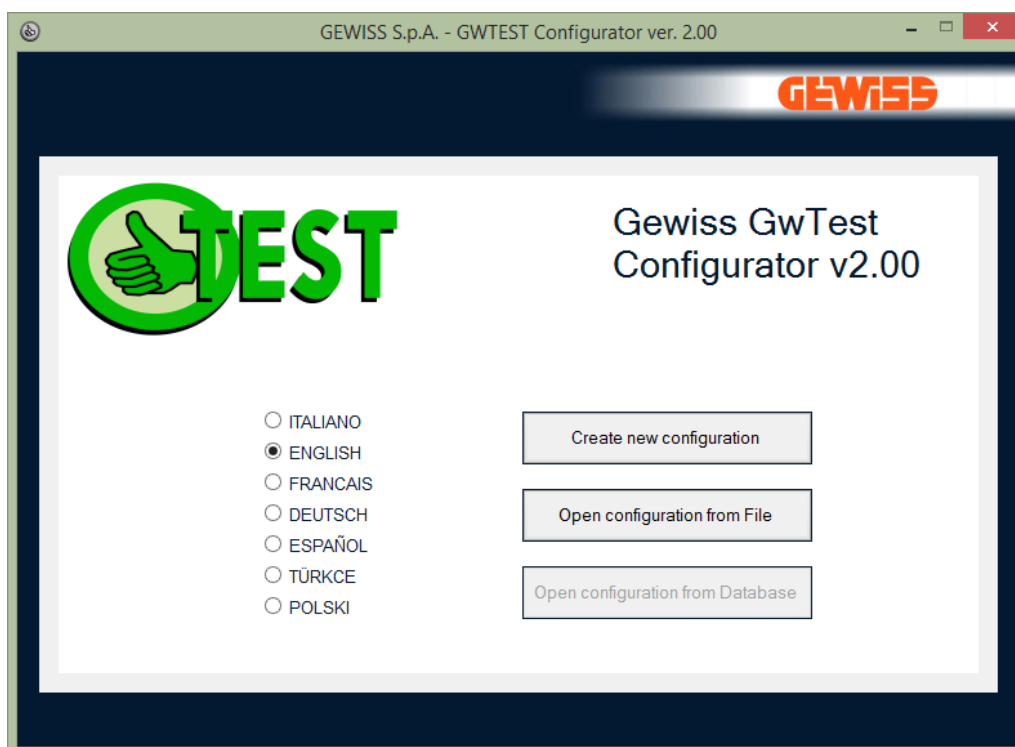 GEWISS S.p.A. - GWTEST Configurator ver. 2.00
GEWiSS
TEST
Gewiss GwTest
Configurator v2.00
ITALIANO
ENGLISH
FRANCAIS
DEUTSCH
ESPAÑOL
TÜRKCE
POLSKI
Create new configuration
Open configuration from File
Open configuration from Database